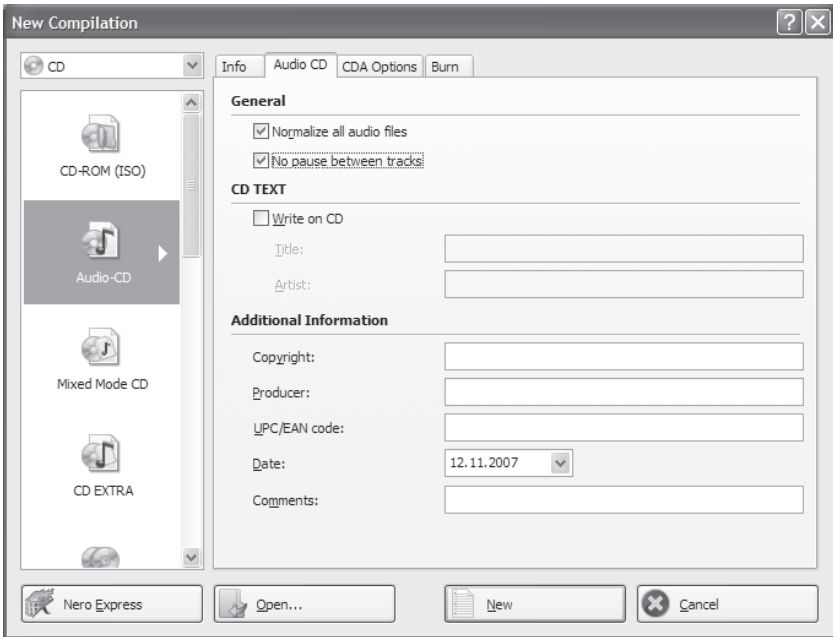 New Compilation
CD
CD-ROM (ISO)
Audio-CD
Mixed Mode CD
CD EXTRA
Info Audio CD CDA Options Burn
General
Normalize all audio files
No pause between tracks
CD TEXT
Write on CD
Title:
Artist:
Additional Information
Copyright:
Producer:
UPC/EAN code:
Date: 12.11.2007
Comments:
Nero Express Open... New Cancel